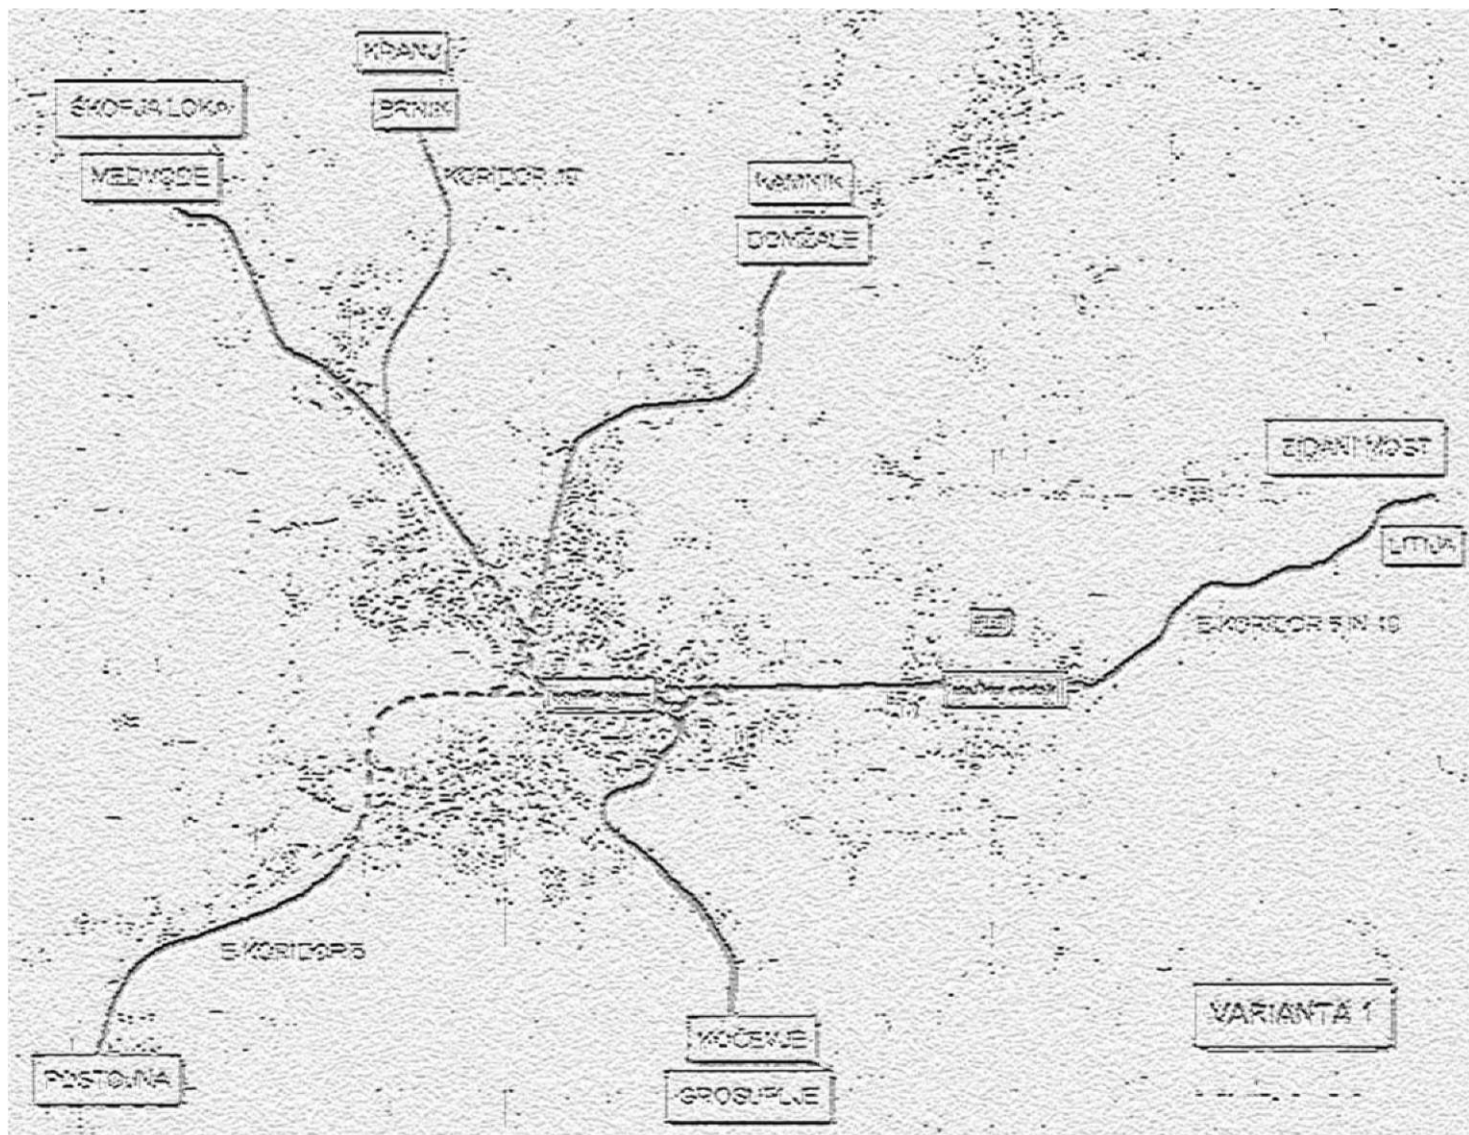 KRANJ
ŠKOFJA LOKA
BRNIK
MEDVODE
KORIDOR 10
KAMNIK
DOMŽALE
ZIDANI MOST
LITIJA
E-KORIDOR 5 IN 10
E-KORIDOR 5
VARIANTA 1
KOČEVJE
POSTOJNA
GROSUPLJE